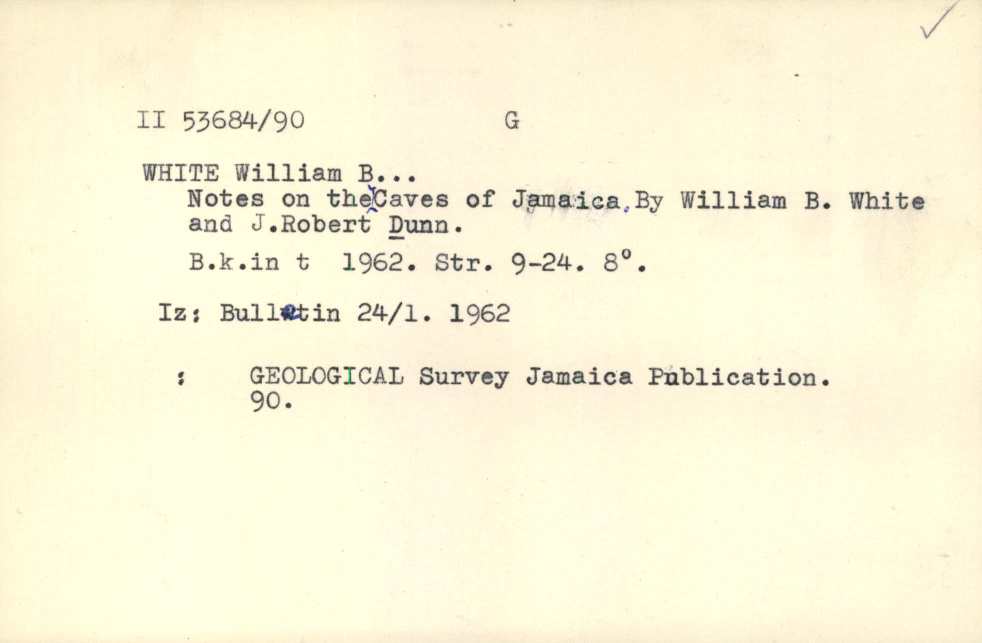 II 53684/90 G
WHITE William B...
Notes on the Caves of Jamaica. By William B. White
and J.Robert Dunn.
B.k.in t 1962. Str. 9-24. 8°.
Iz: Bulletin 24/1. 1962
: GEOLOGICAL Survey Jamaica Publication.
90.